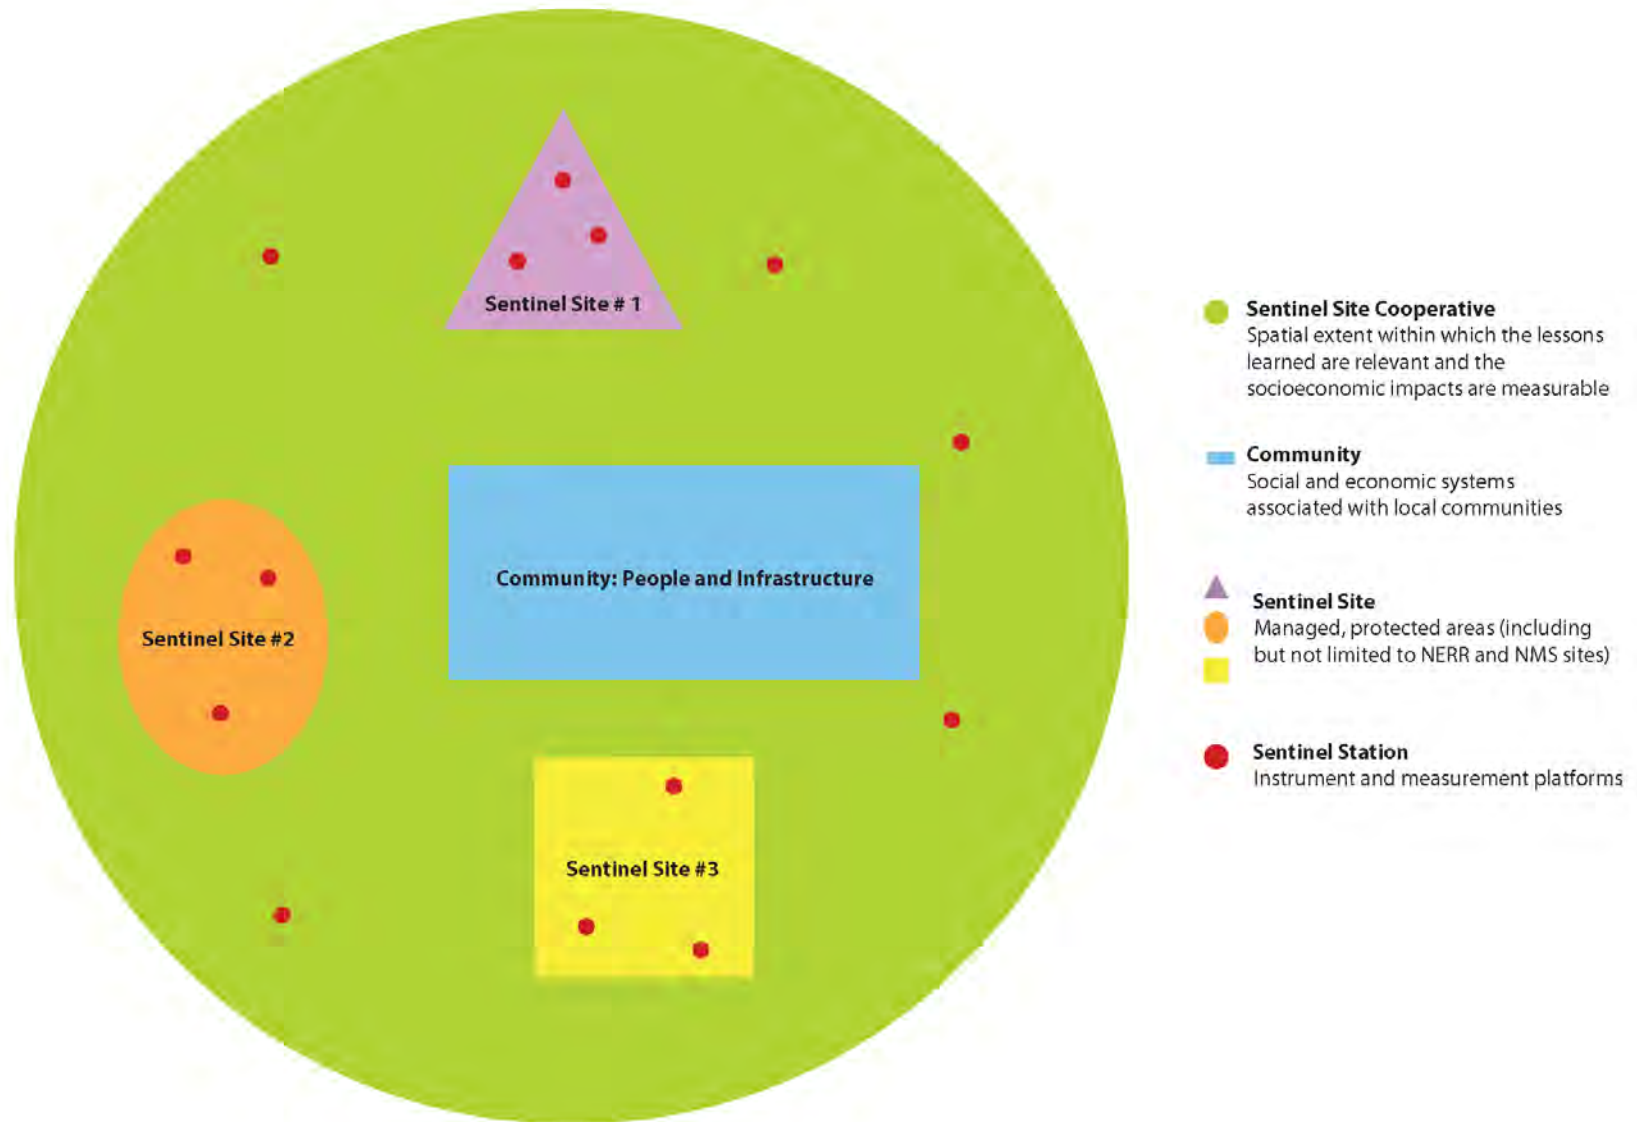 Sentinel Site # 1
Sentinel Site #2
Community: People and Infrastructure
Sentinel Site #3
Sentinel Site Cooperative
Spatial extent within which the lessons
learned are relevant and the
socioeconomic impacts are measurable
Community
Social and economic systems
associated with local communities
Sentinel Site
Managed, protected areas (including
but not limited to NERR and NMS sites)
Sentinel Station
Instrument and measurement platforms